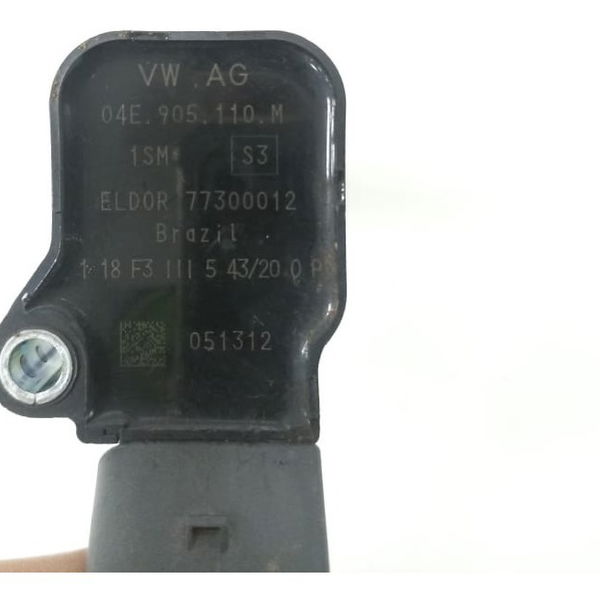 VW AG
04E.905.110.M
1SM S3
ELDOR 77300012
Brazil
18 F3 III 5 43/20.0
051312